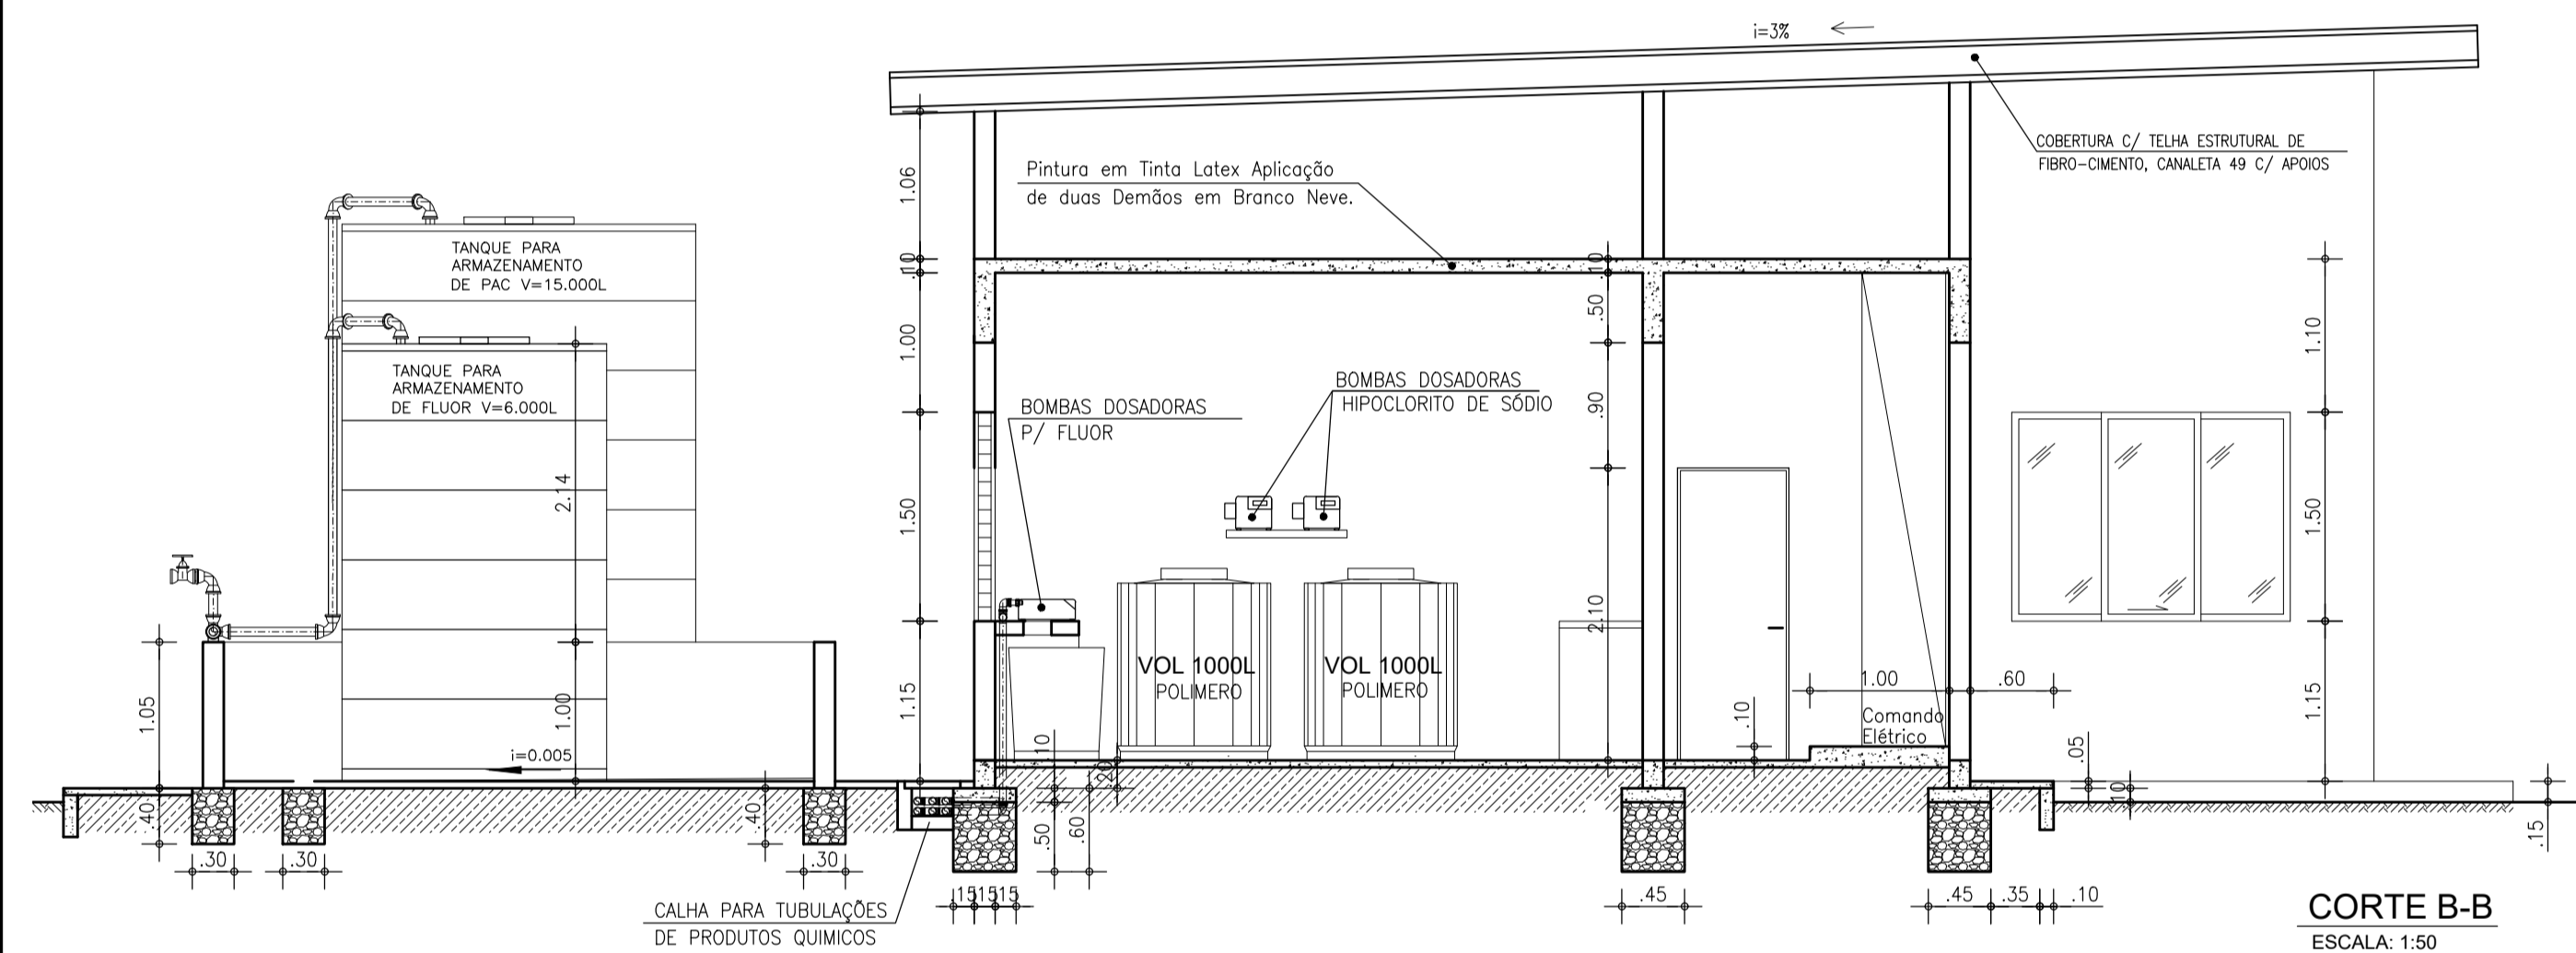 i=3%
COBERTURA C/ TELHA ESTRUTURAL DE
FIBRO-CIMENTO, CANALETA 49 C/ APOIOS
Pintura em Tinta Latex Aplicação
de duas Demãos em Branco Neve.
TANQUE PARA
ARMAZENAMENTO
DE PAC V=15.000L
TANQUE PARA
ARMAZENAMENTO
DE FLUOR V=6.000L
2.14
1.00
i=0.005
1.05
.40
.30
.30
.40
.30
1.06
.10
1.00
1.50
1.15
BOMBAS DOSADORAS
P/ FLUOR
BOMBAS DOSADORAS
HIPOCLORITO DE SÓDIO
VOL 1000L
POLIMERO
VOL 1000L
POLIMERO
.10
.50
.90
2.10
.10
1.00
.60
Comando
Elétrico
.10
.20
.50
.60
.15
15
15
.45
.45
.35
.10
1.10
1.50
1.15
.05
.10
.15
CALHA PARA TUBULAÇÕES
DE PRODUTOS QUIMICOS
CORTE B-B
ESCALA: 1:50